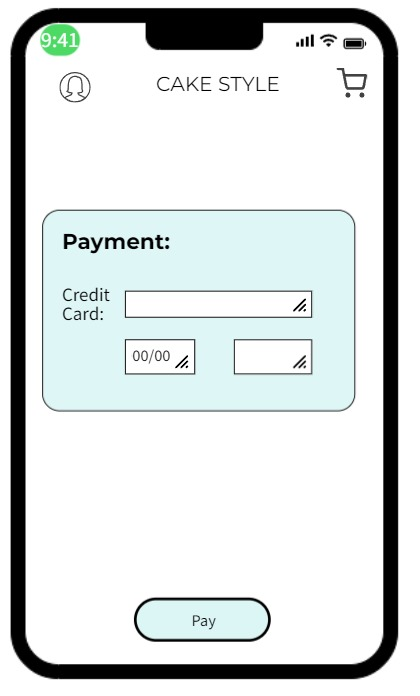 9:41
CAKE STYLE
Payment:
Credit
Card:
00/00
Pay